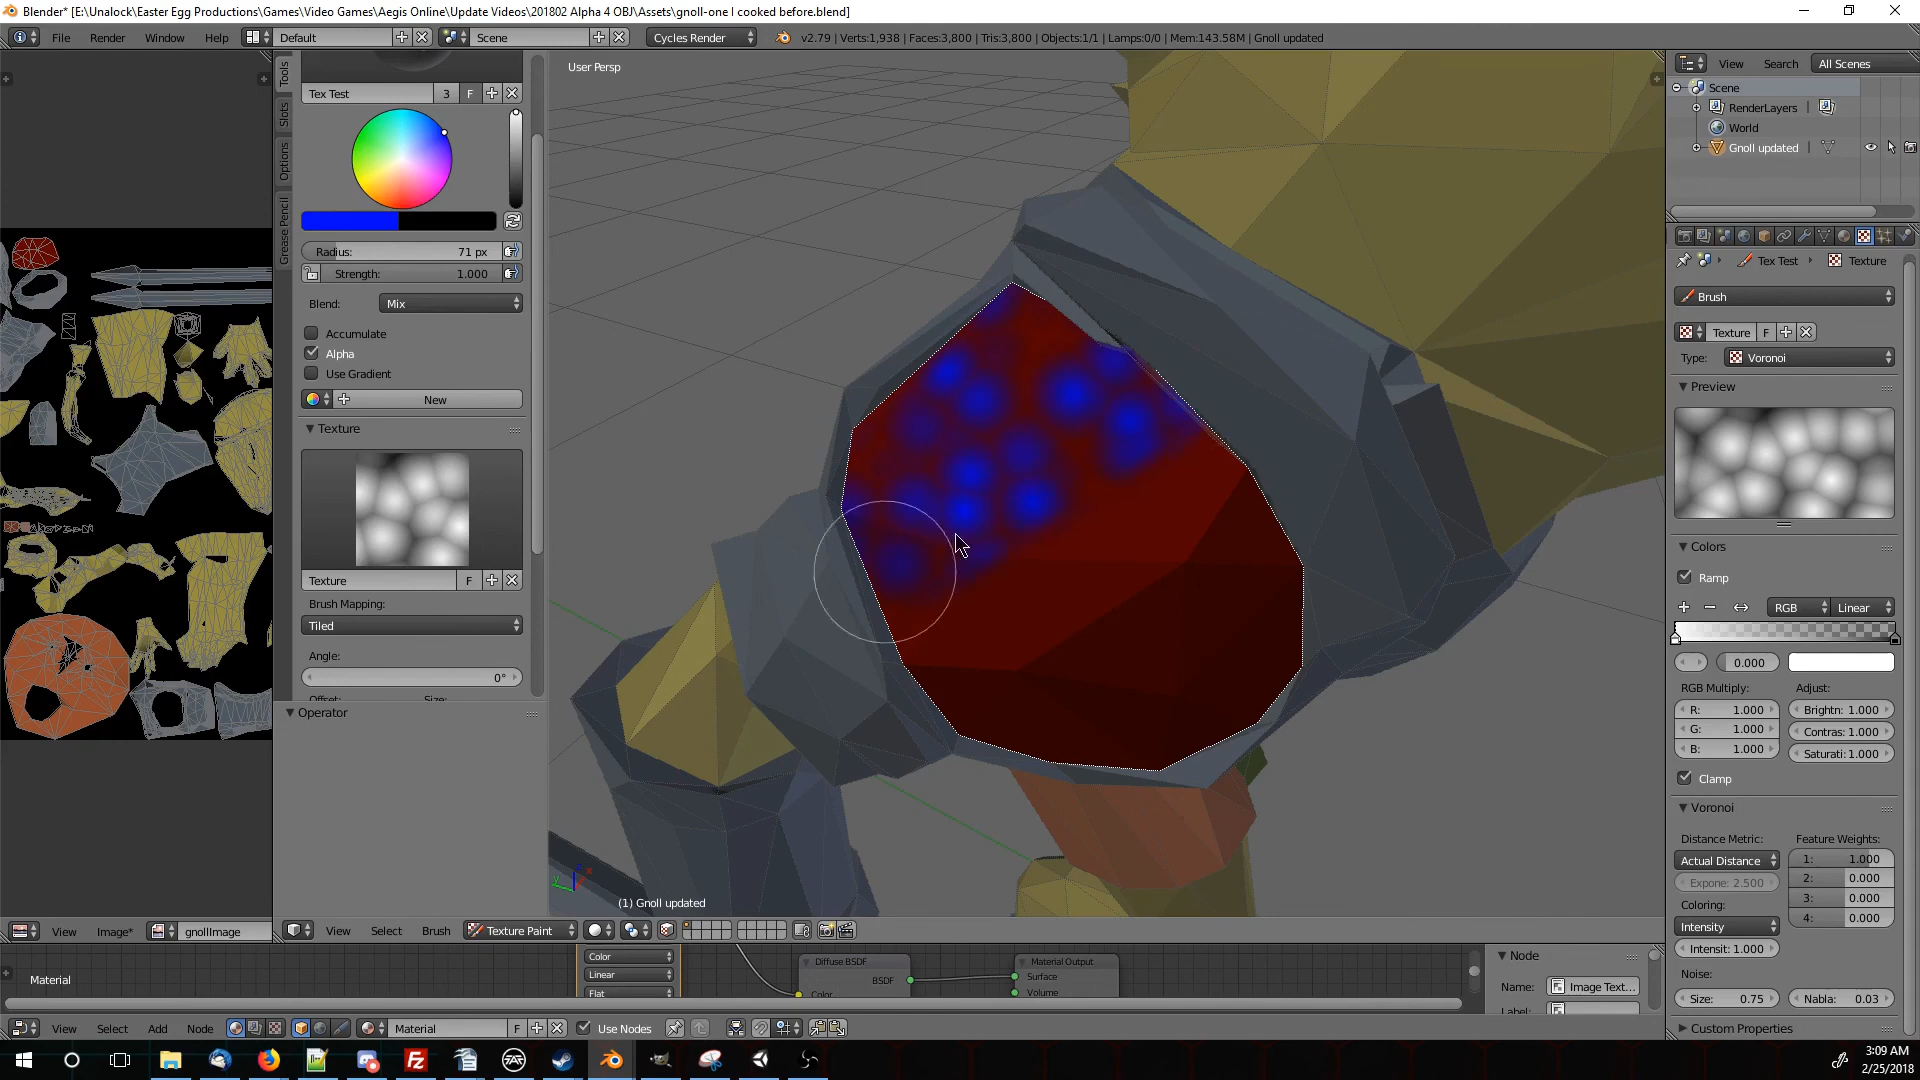 Blender* [E:\Unalock\Easter Egg Productions\Games\Video Games\Aegis Online\Update Videos\201802 Alpha 4 OBJ\Assets\gnoll-one I cooked before.blend]
File Render Window Help Default Scene Cycles Render v2.79 | Verts:1,938 | Faces:3,800 | Tris:3,800 | Objects:1/1 | Lamps:0/0 | Mem:143.58M | Gnoll updated
View Search All Scenes
Scene
RenderLayers
World
Gnoll updated
Tools
Slots
Options
Grease Pencil
Tex Test 3 F
Radius: 71 px
Strength: 1.000
Blend: Mix
Accumulate
Alpha
Use Gradient
New
Texture
Texture F
Brush Mapping:
Tiled
Angle:
0°
Offset: Size:
Operator
User Persp
(1) Gnoll updated
Tex Test Texture
Brush
Texture F
Type: Voronoi
Preview
Colors
Ramp
RGB Linear
0.000
RGB Multiply: Adjust:
R: 1.000 Brightn: 1.000
G: 1.000 Contras: 1.000
B: 1.000 Saturati: 1.000
Clamp
Voronoi
Distance Metric: Feature Weights:
Actual Distance 1: 1.000
Expone: 2.500 2: 0.000
Coloring: 3: 0.000
Intensity 4: 0.000
Intensit: 1.000
Noise:
Size: 0.75 Nabla: 0.03
Custom Properties
View Image* gnollImage
View Select Brush Texture Paint
Material
Color
Linear
Flat
Diffuse BSDF
BSDF
Color
Material Output
Surface
Volume
Node
Name: Image Text...
Label:
View Select Add Node Material F Use Nodes
3:09 AM
2/25/2018